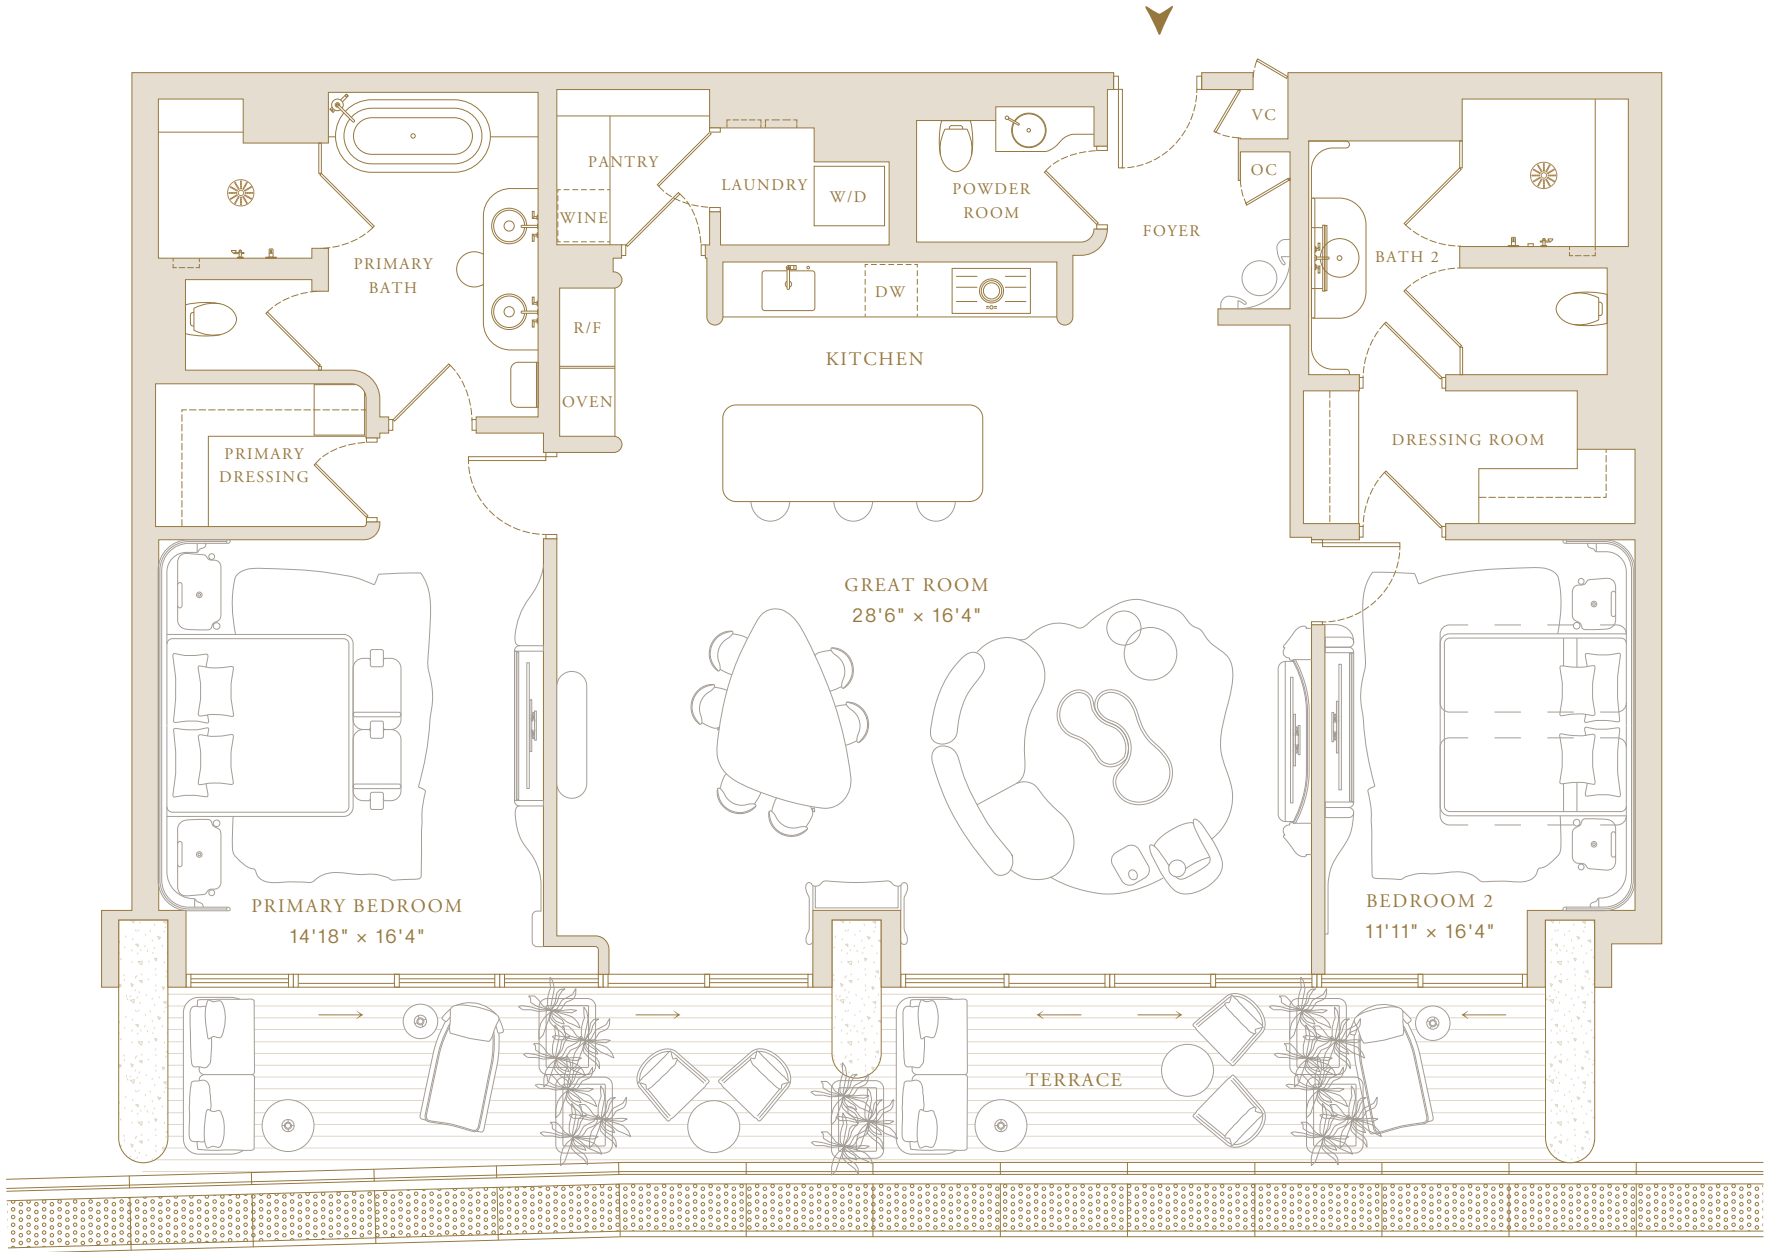 VC
PANTRY
LAUNDRY
W/D
WINE
POWDER
ROOM
OC
FOYER
PRIMARY
BATH
BATH 2
R/F
DW
KITCHEN
OVEN
PRIMARY
DRESSING
DRESSING ROOM
GREAT ROOM
28'6" × 16'4"
PRIMARY BEDROOM
14'18" × 16'4"
BEDROOM 2
11'11" × 16'4"
TERRACE